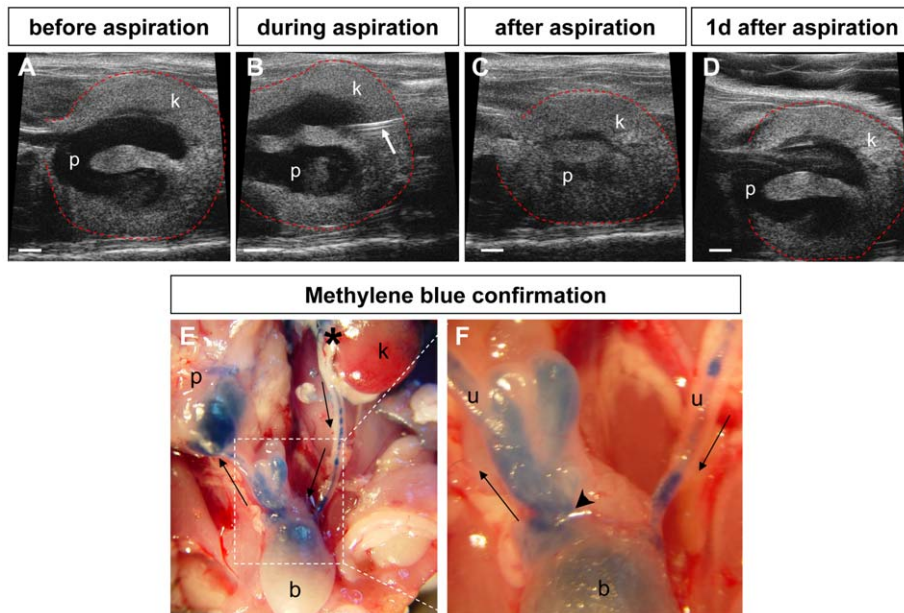 before aspiration
during aspiration
after aspiration
1d after aspiration
A
k
p
B
k
p
C
k
p
D
k
p
Methylene blue confirmation
E
*
k
p
b
F
u
u
b